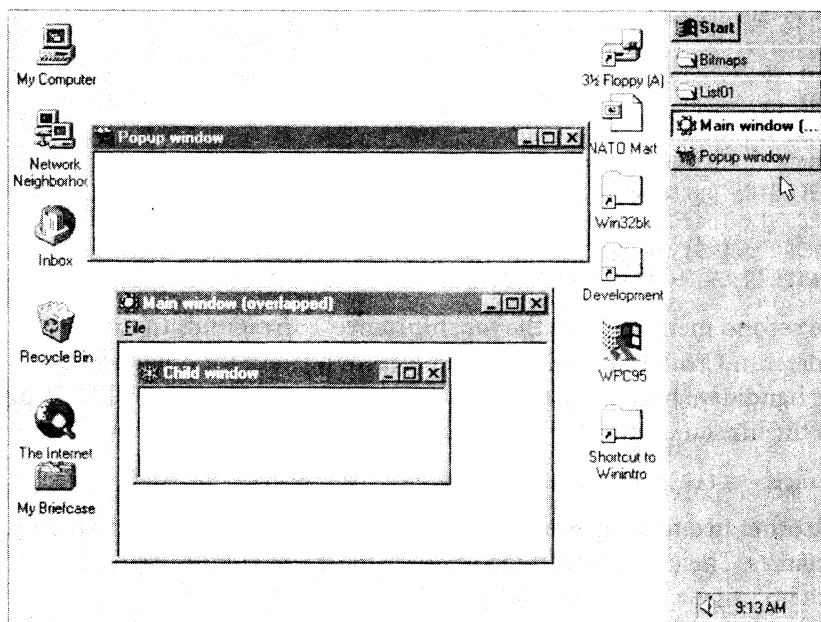 My Computer
Network
Neighborhoo
Inbox
Recycle Bin
The Internet
My Briefcase
Popup window
Main window (overlapped)
File
Child window
3½ Floppy (A)
NATO Mart
Win32bk
Development
WPC95
Shortcut to
Winintro
Start
Bitmaps
List01
Main window (...
Popup window
9:13 AM